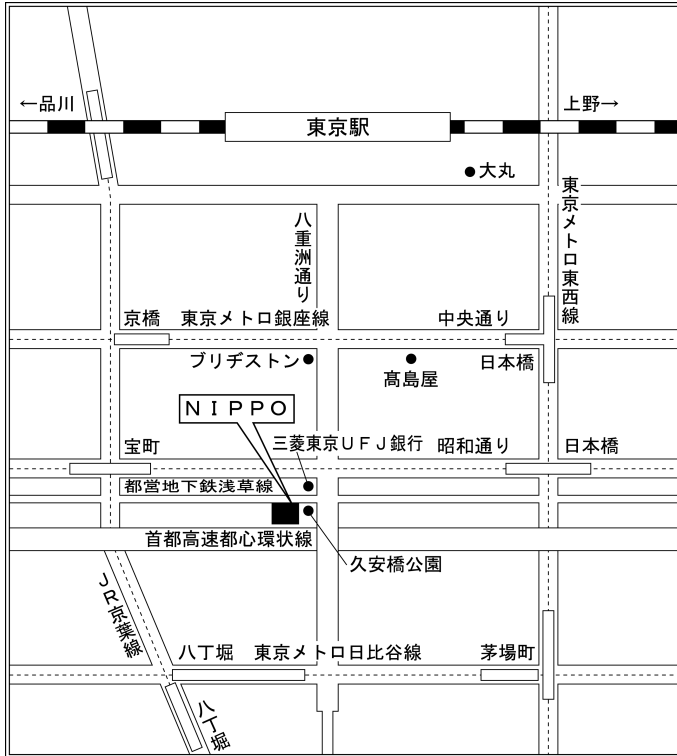 ←品川
上野→
東京駅
大丸
東京メトロ東西線
八重洲通り
京橋
東京メトロ銀座線
中央通り
ブリヂストン
髙島屋
日本橋
ＮＩＰＰＯ
宝町
三菱東京ＵＦＪ銀行
昭和通り
日本橋
都営地下鉄浅草線
首都高速都心環状線
久安橋公園
ＪＲ京葉線
八丁堀
東京メトロ日比谷線
茅場町
八丁堀